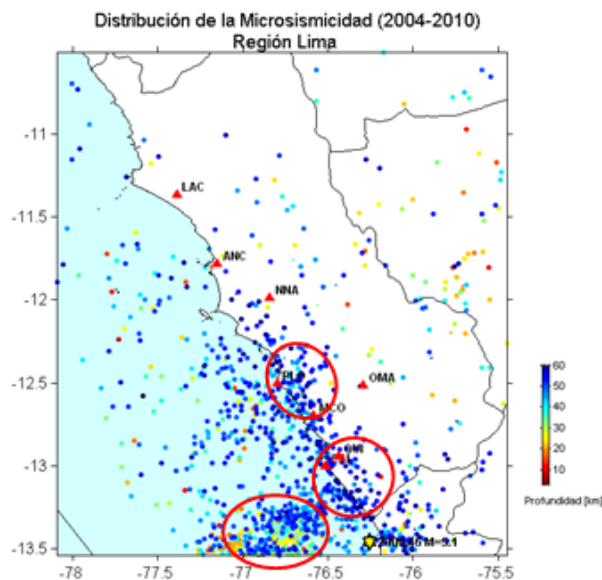 Distribución de la Microsismicidad (2004-2010)
Región Lima
-11
LAC
-11.5
ANC
NNA
-12
-12.5
OMA
-13
60
50
40
30
20
10
Profundidad [km]
-13.5
-78
-77.5
-77
-76.5
-76
-75.5